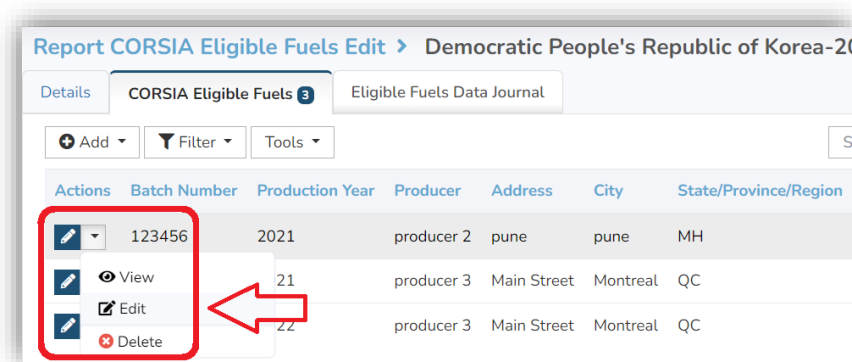 Report CORSIA Eligible Fuels Edit > Democratic People's Republic of Korea-20
Details CORSIA Eligible Fuels 3 Eligible Fuels Data Journal
Add Filter Tools S
Actions Batch Number Production Year Producer Address City State/Province/Region
123456 2021 producer 2 pune pune MH
View 21 producer 3 Main Street Montreal QC
Edit
22 producer 3 Main Street Montreal QC
Delete